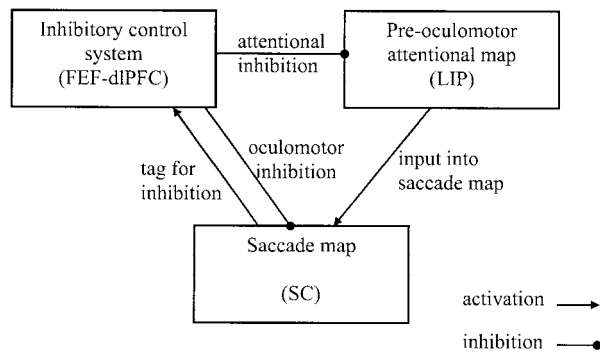 Inhibitory control
system
(FEF-dlPFC)
attentional
inhibition
Pre-oculomotor
attentional map
(LIP)
tag for
inhibition
oculomotor
inhibition
input into
saccade map
Saccade map
(SC)
activation
inhibition